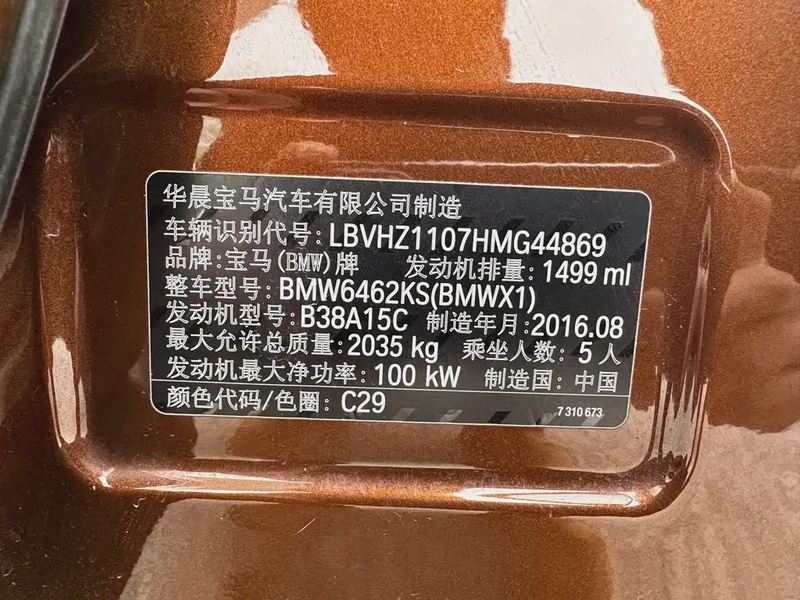 华晨宝马汽车有限公司制造
车辆识别代号: LBVHZ1107HMG44869
品牌: 宝马(BMW)牌 发动机排量: 1499 ml
整车型号: BMW6462KS(BMWX1)
发动机型号: B38A15C 制造年月: 2016.08
最大允许总质量: 2035 kg 乘坐人数: 5 人
发动机最大净功率: 100 kW 制造国: 中国
颜色代码/色圈: C29 7 310 673